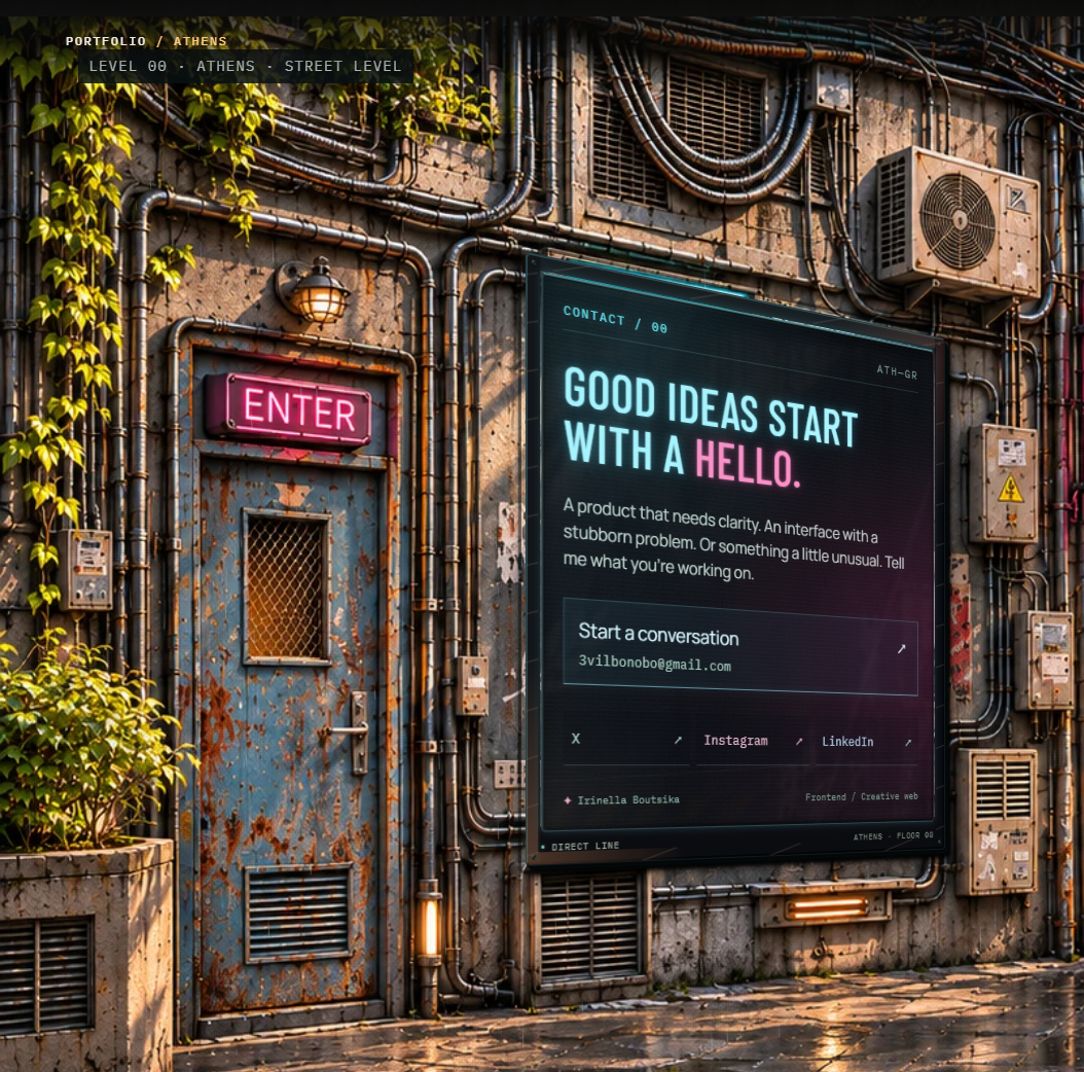 PORTFOLIO / ATHENS
LEVEL 00 · ATHENS · STREET LEVEL
ENTER
CONTACT / 00
ATH—GR
GOOD IDEAS START
WITH A HELLO.
A product that needs clarity. An interface with a
stubborn problem. Or something a little unusual. Tell
me what you're working on.
Start a conversation
3vilbonobo@gmail.com
↗
X ↗
Instagram ↗
LinkedIn ↗
✦ Irinella Boutsika
Frontend / Creative web
DIRECT LINE
ATHENS · FLOOR 00